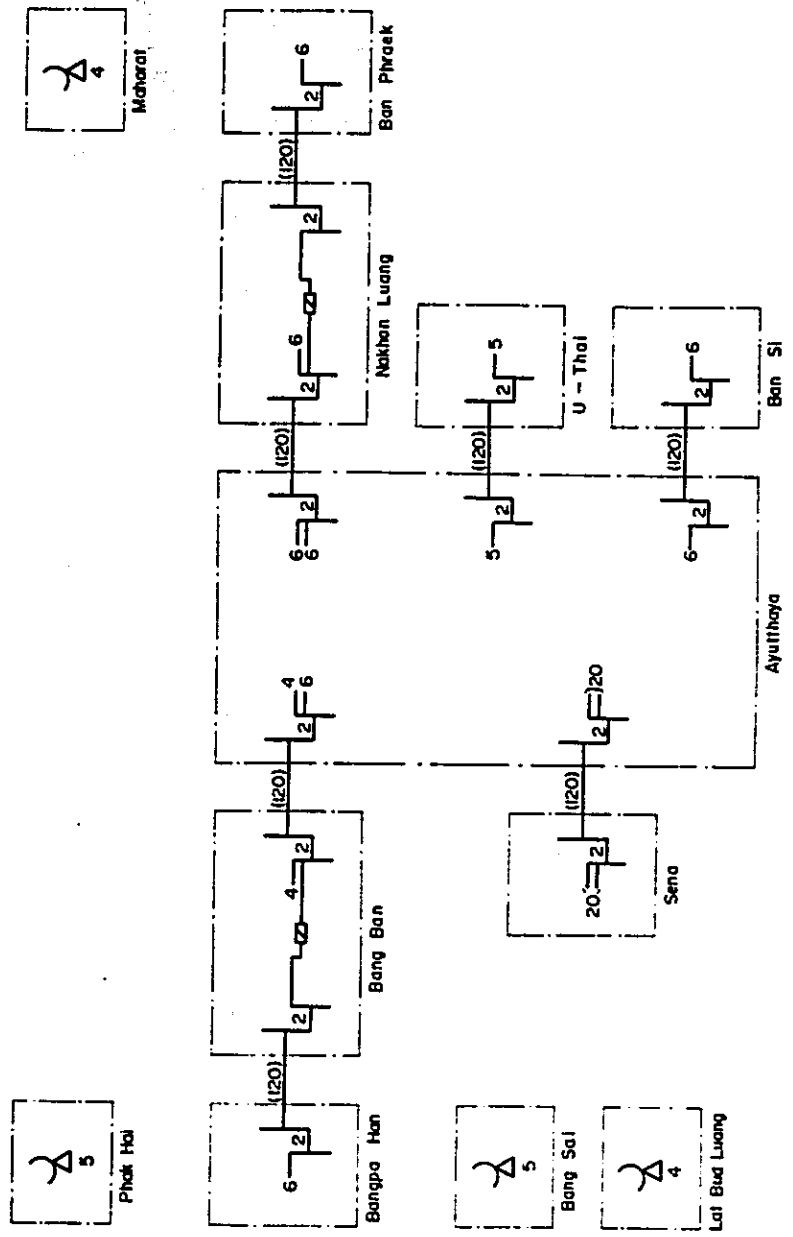 5
Phak Hai
4
Maharat
6 2 (120) 2
2 4 (120) 2 4
6
6
6 2 (120) 2 6
2 (120) 2 6
Bangpa Han
Bang Ban
Nakhon Luang
Ban Phraek
5
Bang Sai
5 2 (120) 2 5
U - Thai
20 2 (120) 2 20
Sena
4
Lat Bua Luang
6 2 (120) 2 6
Ban Si
Ayutthaya